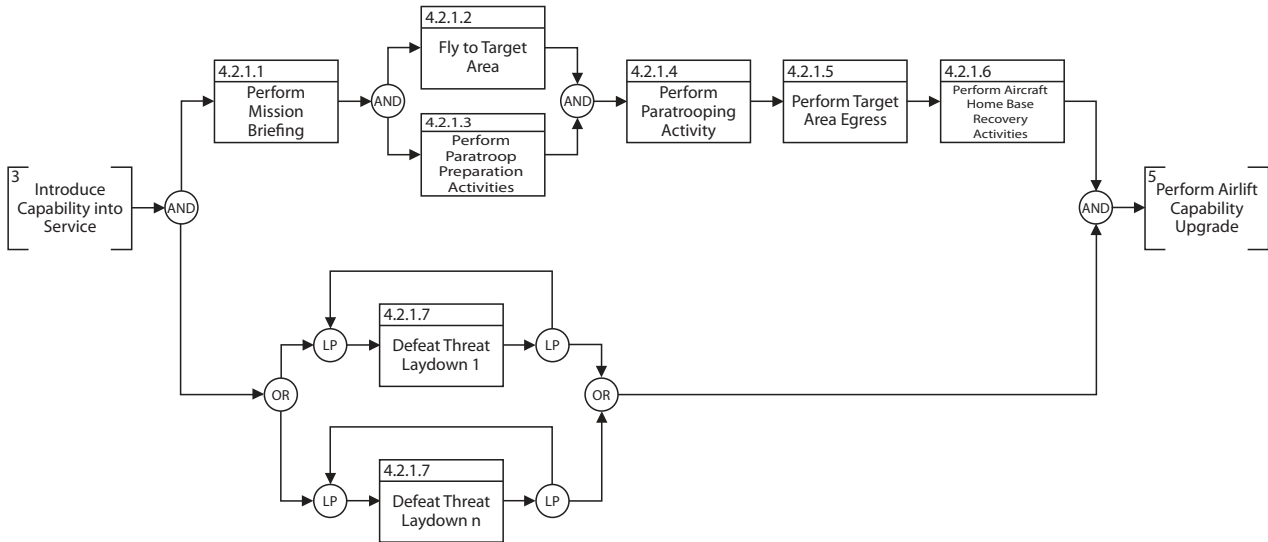 4.2.1.2
Fly to Target
Area
4.2.1.1
Perform
Mission
Briefing
AND
4.2.1.3
Perform
Paratroop
Preparation
Activities
AND
4.2.1.4
Perform
Paratrooping
Activity
4.2.1.5
Perform Target
Area Egress
4.2.1.6
Perform Aircraft
Home Base
Recovery
Activities
3
Introduce
Capability into
Service
AND
AND
5
Perform Airlift
Capability
Upgrade
4.2.1.7
LP
Defeat Threat
Laydown 1
LP
OR
OR
4.2.1.7
LP
Defeat Threat
Laydown n
LP